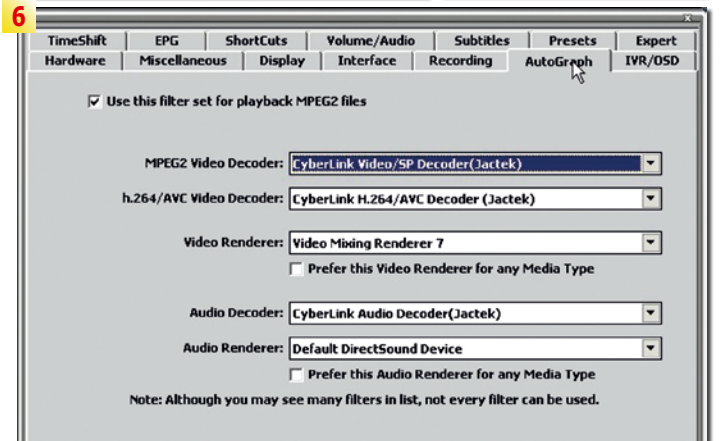 6
x
TimeShift EPG ShortCuts Volume/Audio Subtitles Presets Expert
Hardware Miscellaneous Display Interface Recording AutoGraph IVR/OSD
Use this filter set for playback MPEG2 files
MPEG2 Video Decoder: CyberLink Video/SP Decoder(Jactek)
h.264/AVC Video Decoder: CyberLink H.264/AVC Decoder (Jactek)
Video Renderer: Video Mixing Renderer 7
Prefer this Video Renderer for any Media Type
Audio Decoder: CyberLink Audio Decoder(Jactek)
Audio Renderer: Default DirectSound Device
Prefer this Audio Renderer for any Media Type
Note: Although you may see many filters in list, not every filter can be used.